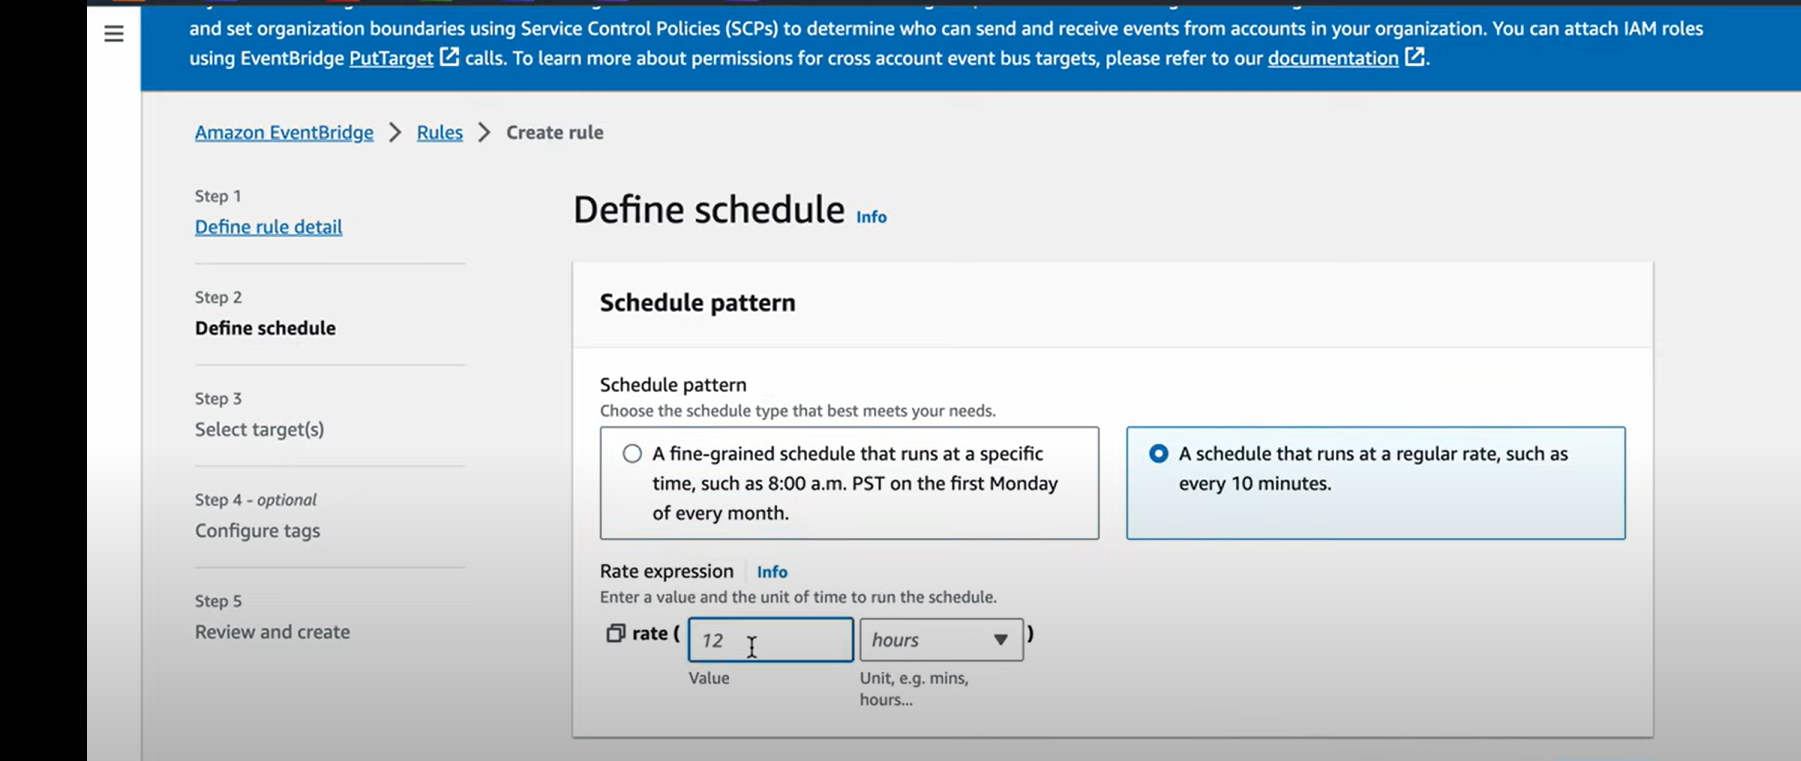 and set organization boundaries using Service Control Policies (SCPs) to determine who can send and receive events from accounts in your organization. You can attach IAM roles
using EventBridge PutTarget calls. To learn more about permissions for cross account event bus targets, please refer to our documentation.
Amazon EventBridge > Rules > Create rule
Step 1
Define rule detail
Step 2
Define schedule
Step 3
Select target(s)
Step 4 - optional
Configure tags
Step 5
Review and create
Define schedule Info
Schedule pattern
Schedule pattern
Choose the schedule type that best meets your needs.
A fine-grained schedule that runs at a specific
time, such as 8:00 a.m. PST on the first Monday
of every month.
A schedule that runs at a regular rate, such as
every 10 minutes.
Rate expression Info
Enter a value and the unit of time to run the schedule.
rate ( 12 hours )
Value
Unit, e.g. mins,
hours...